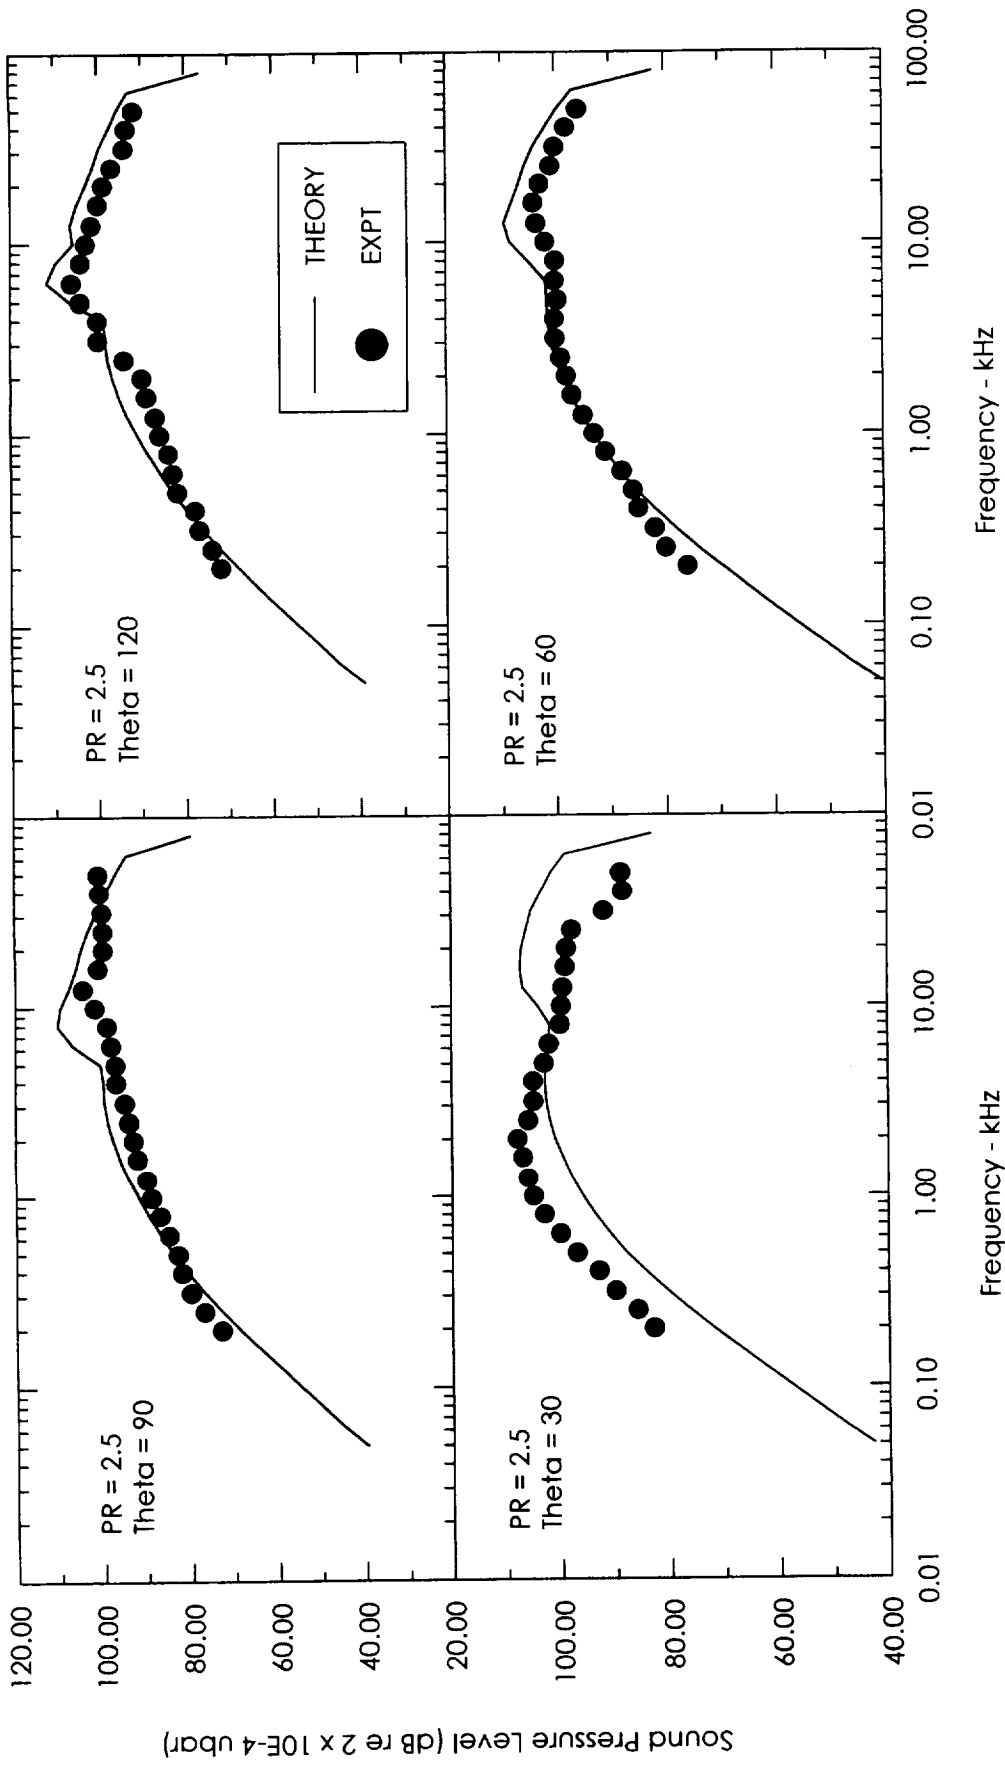 Sound Pressure Level (dB re 2 x 10E-4 ubar)
120.00
100.00
80.00
60.00
40.00
20.00
100.00
80.00
60.00
40.00
PR = 2.5
Theta = 90
PR = 2.5
Theta = 120
THEORY
EXPT
PR = 2.5
Theta = 30
PR = 2.5
Theta = 60
0.01
0.10
1.00
10.00
0.01
0.10
1.00
10.00
100.00
Frequency - kHz
Frequency - kHz